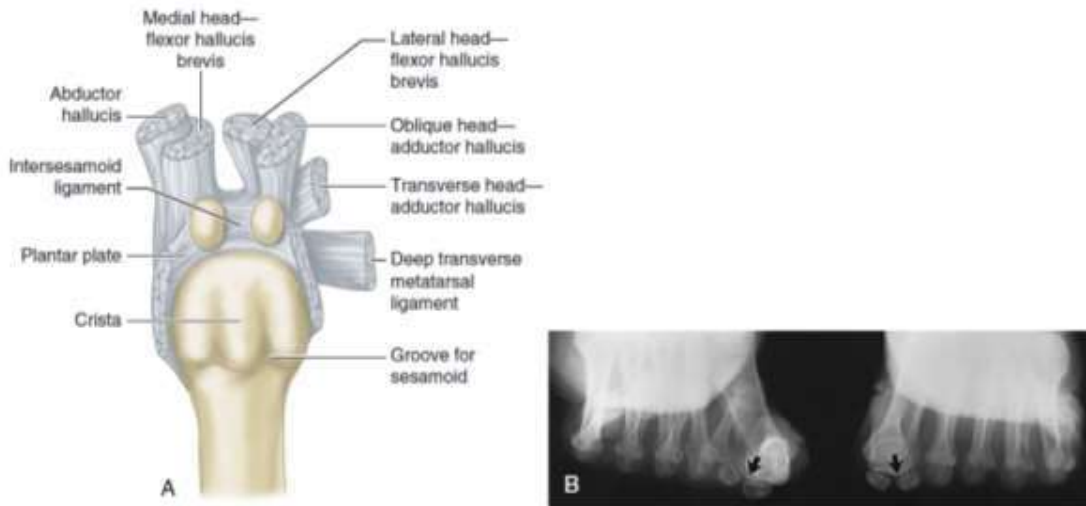 Medial head—
flexor hallucis
brevis
Lateral head—
flexor hallucis
brevis
Abductor
hallucis
Oblique head—
adductor hallucis
Intersesamoid
ligament
Transverse head—
adductor hallucis
Plantar plate
Deep transverse
metatarsal
ligament
Crista
Groove for
sesamoid
A
B